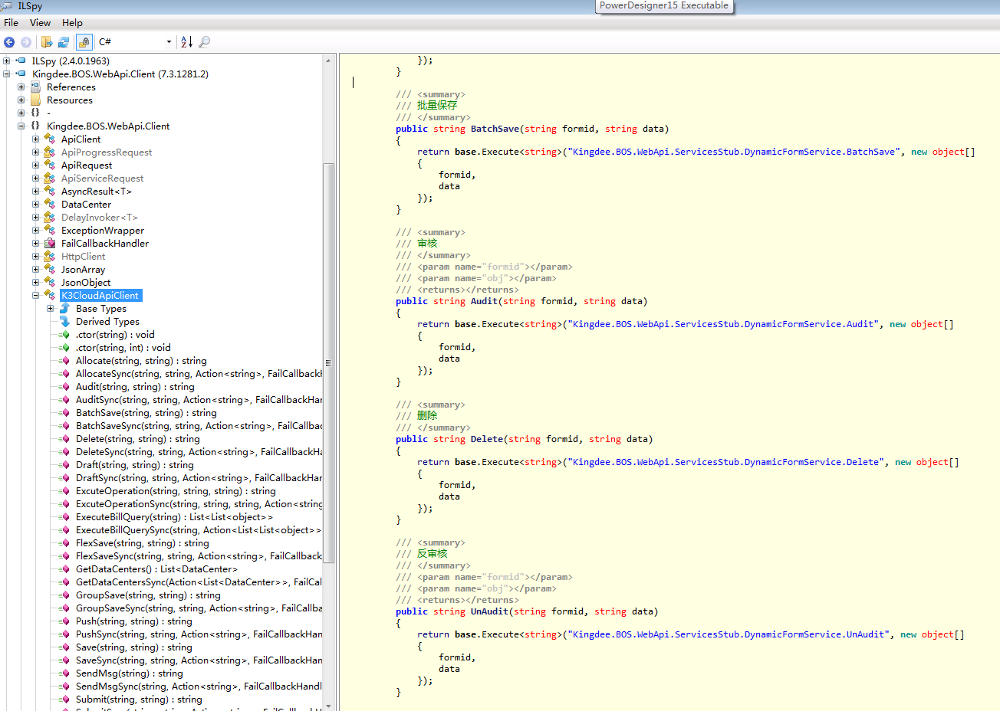 ILSpy
PowerDesigner15 Executable
File View Help
C#
ILSpy (2.4.0.1963)
Kingdee.BOS.WebApi.Client (7.3.1281.2)
References
Resources
{} -
{} Kingdee.BOS.WebApi.Client
ApiClient
ApiProgressRequest
ApiRequest
ApiServiceRequest
AsyncResult<T>
DataCenter
DelayInvoker<T>
ExceptionWrapper
FailCallbackHandler
HttpClient
JsonArray
JsonObject
K3CloudApiClient
Base Types
Derived Types
.ctor(string) : void
.ctor(string, int) : void
Allocate(string, string) : string
AllocateSync(string, string, Action<string>, FailCallbackH
Audit(string, string) : string
AuditSync(string, string, Action<string>, FailCallbackHar
BatchSave(string, string) : string
BatchSaveSync(string, string, Action<string>, FailCallbac
Delete(string, string) : string
DeleteSync(string, string, Action<string>, FailCallbackHa
Draft(string, string) : string
DraftSync(string, string, Action<string>, FailCallbackHar
ExcuteOperation(string, string, string) : string
ExcuteOperationSync(string, string, string, Action<string
ExecuteBillQuery(string) : List<List<object>>
ExecuteBillQuerySync(string, Action<List<List<object>>
FlexSave(string, string) : string
FlexSaveSync(string, string, Action<string>, FailCallback
GetDataCenters() : List<DataCenter>
GetDataCentersSync(Action<List<DataCenter>>, FailCal
GroupSave(string, string) : string
GroupSaveSync(string, string, Action<string>, FailCallba
Push(string, string) : string
PushSync(string, string, Action<string>, FailCallbackHan
Save(string, string) : string
SaveSync(string, string, Action<string>, FailCallbackHan
SendMsg(string) : string
SendMsgSync(string, Action<string>, FailCallbackHandl
Submit(string, string) : string
});
}
/// <summary>
/// 批量保存
/// </summary>
public string BatchSave(string formid, string data)
{
return base.Execute<string>("Kingdee.BOS.WebApi.ServicesStub.DynamicFormService.BatchSave", new object[]
{
formid,
data
});
}
/// <summary>
/// 审核
/// </summary>
/// <param name="formid"></param>
/// <param name="obj"></param>
/// <returns></returns>
public string Audit(string formid, string data)
{
return base.Execute<string>("Kingdee.BOS.WebApi.ServicesStub.DynamicFormService.Audit", new object[]
{
formid,
data
});
}
/// <summary>
/// 删除
/// </summary>
public string Delete(string formid, string data)
{
return base.Execute<string>("Kingdee.BOS.WebApi.ServicesStub.DynamicFormService.Delete", new object[]
{
formid,
data
});
}
/// <summary>
/// 反审核
/// </summary>
/// <param name="formid"></param>
/// <param name="obj"></param>
/// <returns></returns>
public string UnAudit(string formid, string data)
{
return base.Execute<string>("Kingdee.BOS.WebApi.ServicesStub.DynamicFormService.UnAudit", new object[]
{
formid,
data
});
}